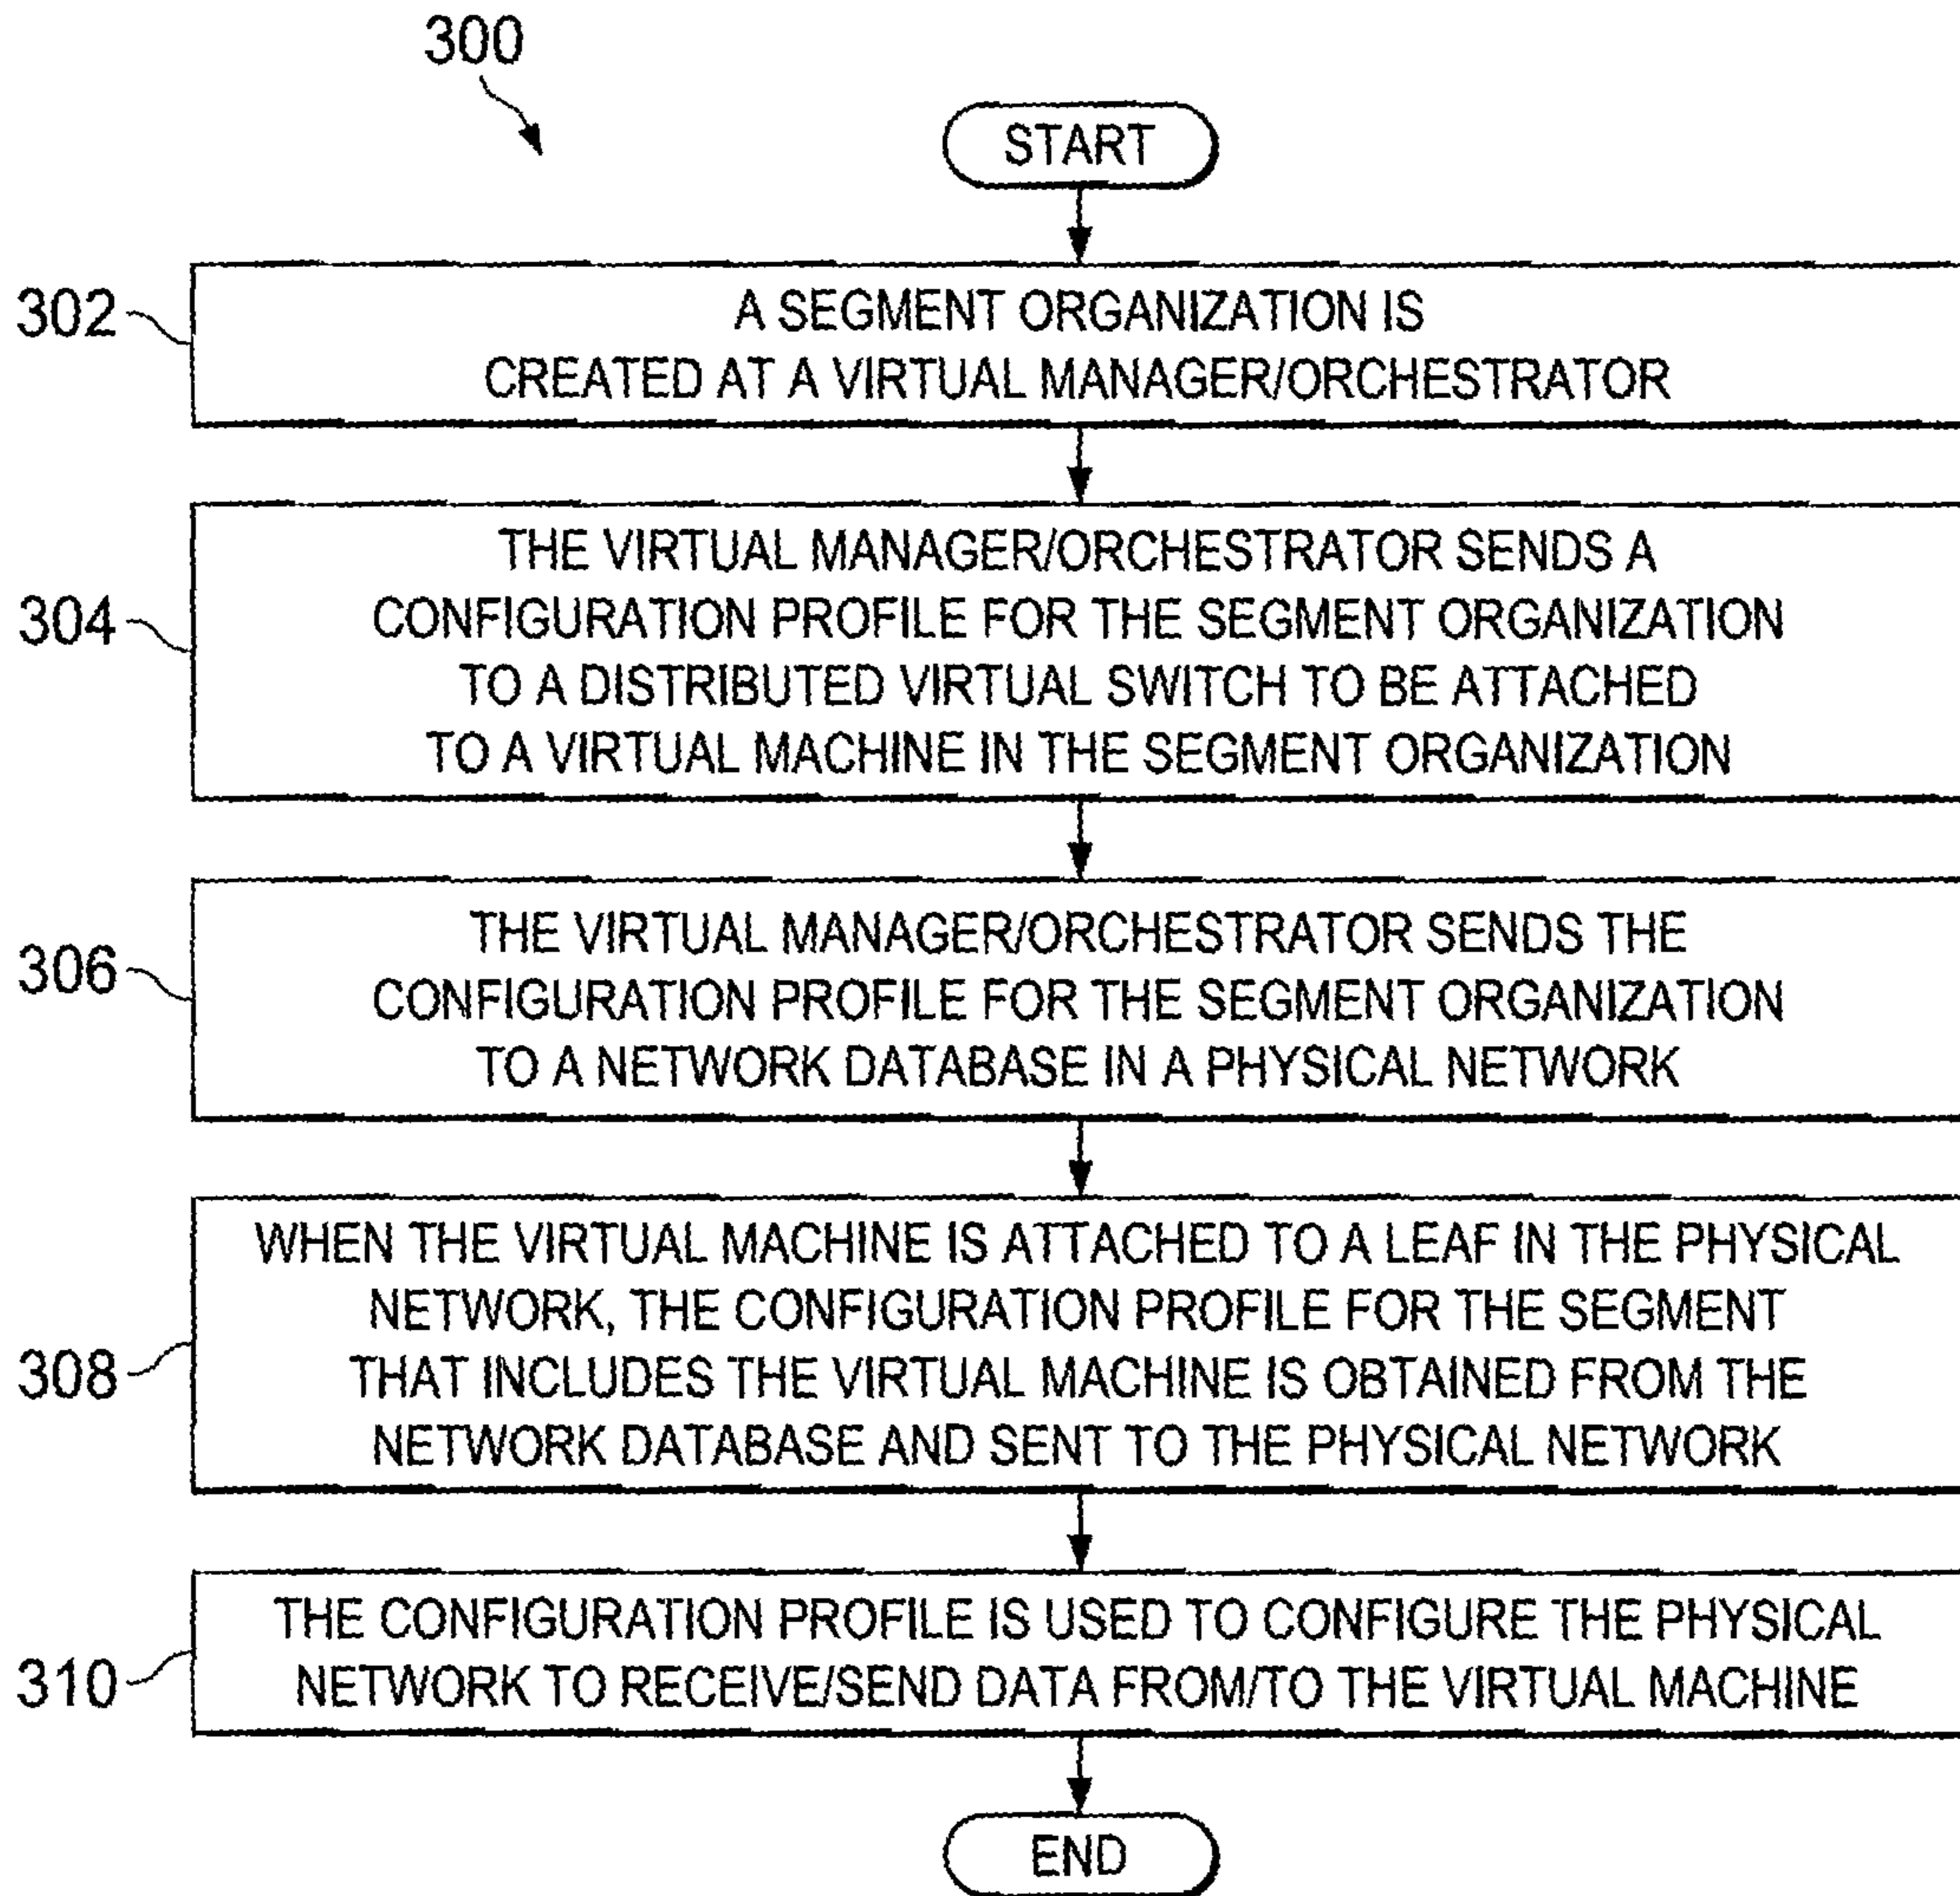 300
START
302
A SEGMENT ORGANIZATION IS
CREATED AT A VIRTUAL MANAGER/ORCHESTRATOR
304
THE VIRTUAL MANAGER/ORCHESTRATOR SENDS A
CONFIGURATION PROFILE FOR THE SEGMENT ORGANIZATION
TO A DISTRIBUTED VIRTUAL SWITCH TO BE ATTACHED
TO A VIRTUAL MACHINE IN THE SEGMENT ORGANIZATION
306
THE VIRTUAL MANAGER/ORCHESTRATOR SENDS THE
CONFIGURATION PROFILE FOR THE SEGMENT ORGANIZATION
TO A NETWORK DATABASE IN A PHYSICAL NETWORK
308
WHEN THE VIRTUAL MACHINE IS ATTACHED TO A LEAF IN THE PHYSICAL
NETWORK, THE CONFIGURATION PROFILE FOR THE SEGMENT
THAT INCLUDES THE VIRTUAL MACHINE IS OBTAINED FROM THE
NETWORK DATABASE AND SENT TO THE PHYSICAL NETWORK
310
THE CONFIGURATION PROFILE IS USED TO CONFIGURE THE PHYSICAL
NETWORK TO RECEIVE/SEND DATA FROM/TO THE VIRTUAL MACHINE
END